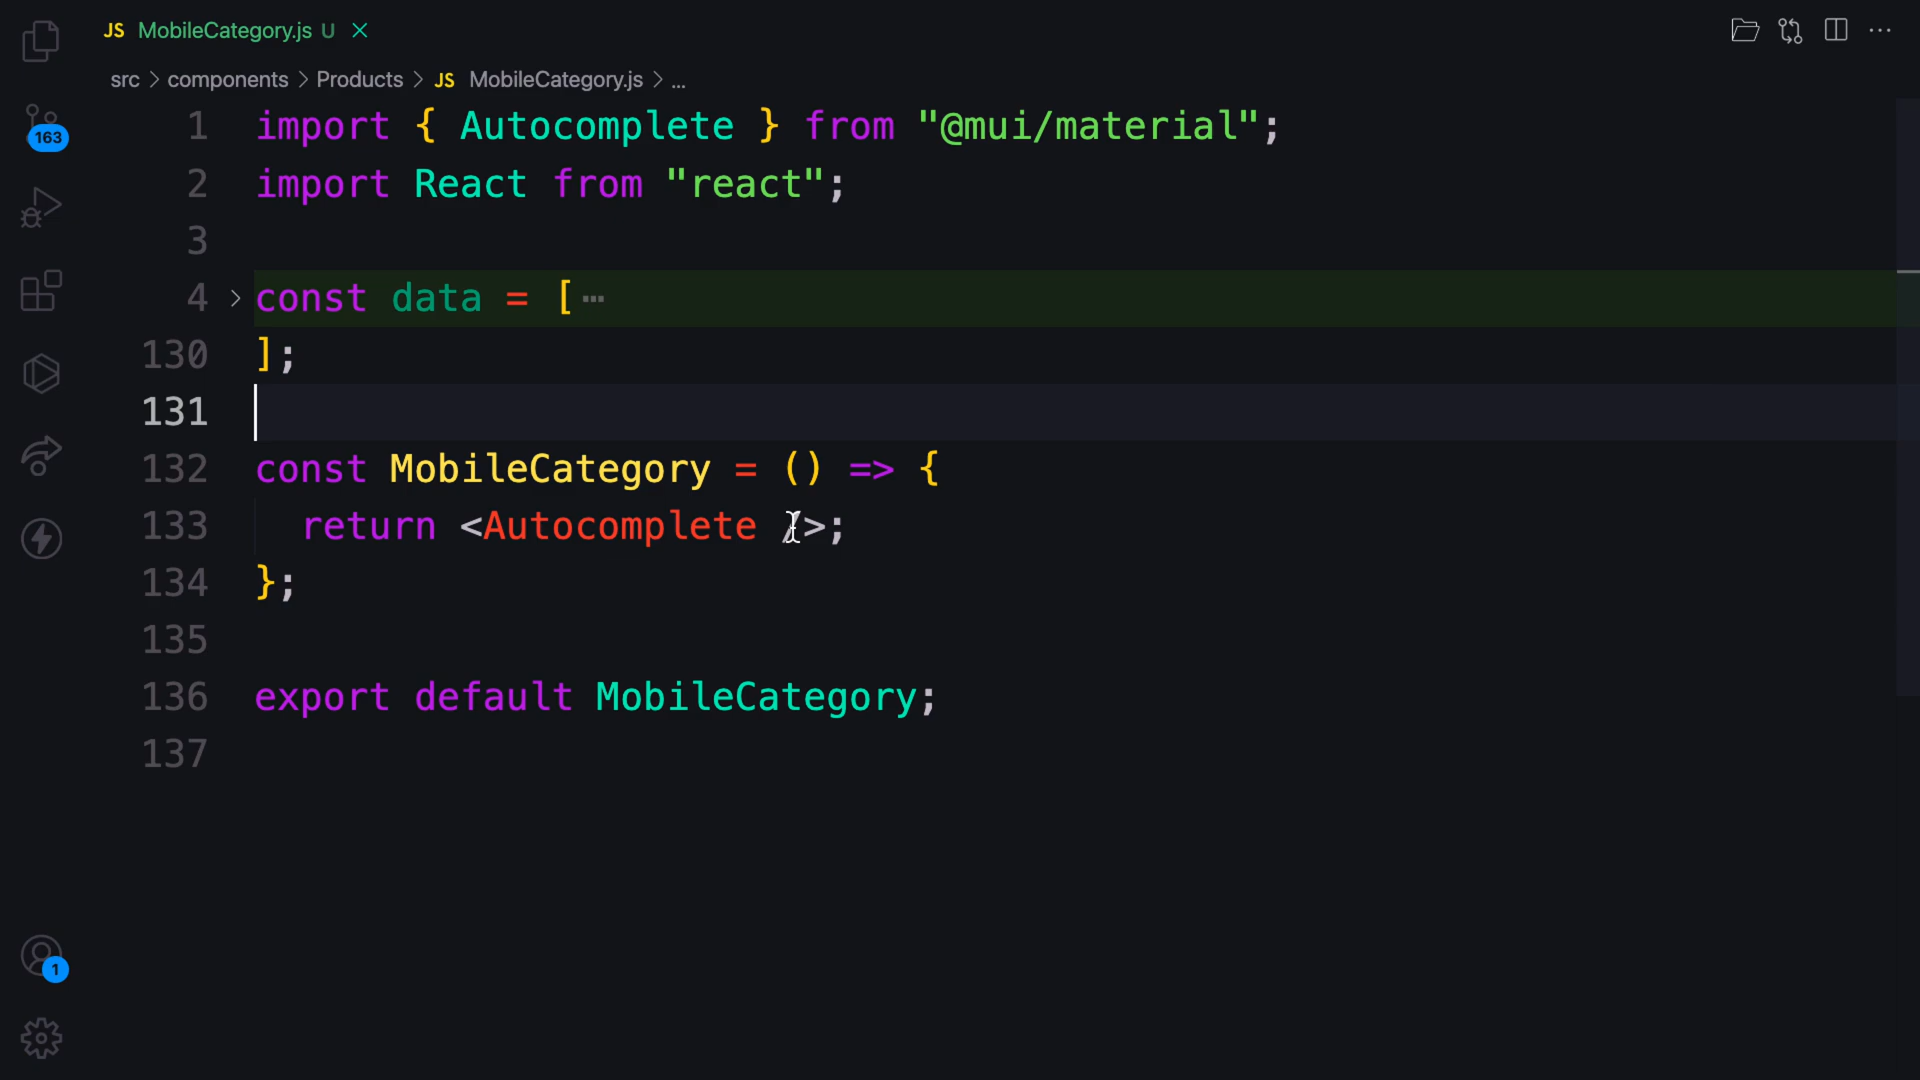 JS MobileCategory.js U
src > components > Products > JS MobileCategory.js > ...
1 import { Autocomplete } from "@mui/material";
163
2 import React from "react";
3
4 > const data = [ ⋯
130 ];
131
132 const MobileCategory = () => {
133 return <Autocomplete />;
134 };
135
136 export default MobileCategory;
137
1